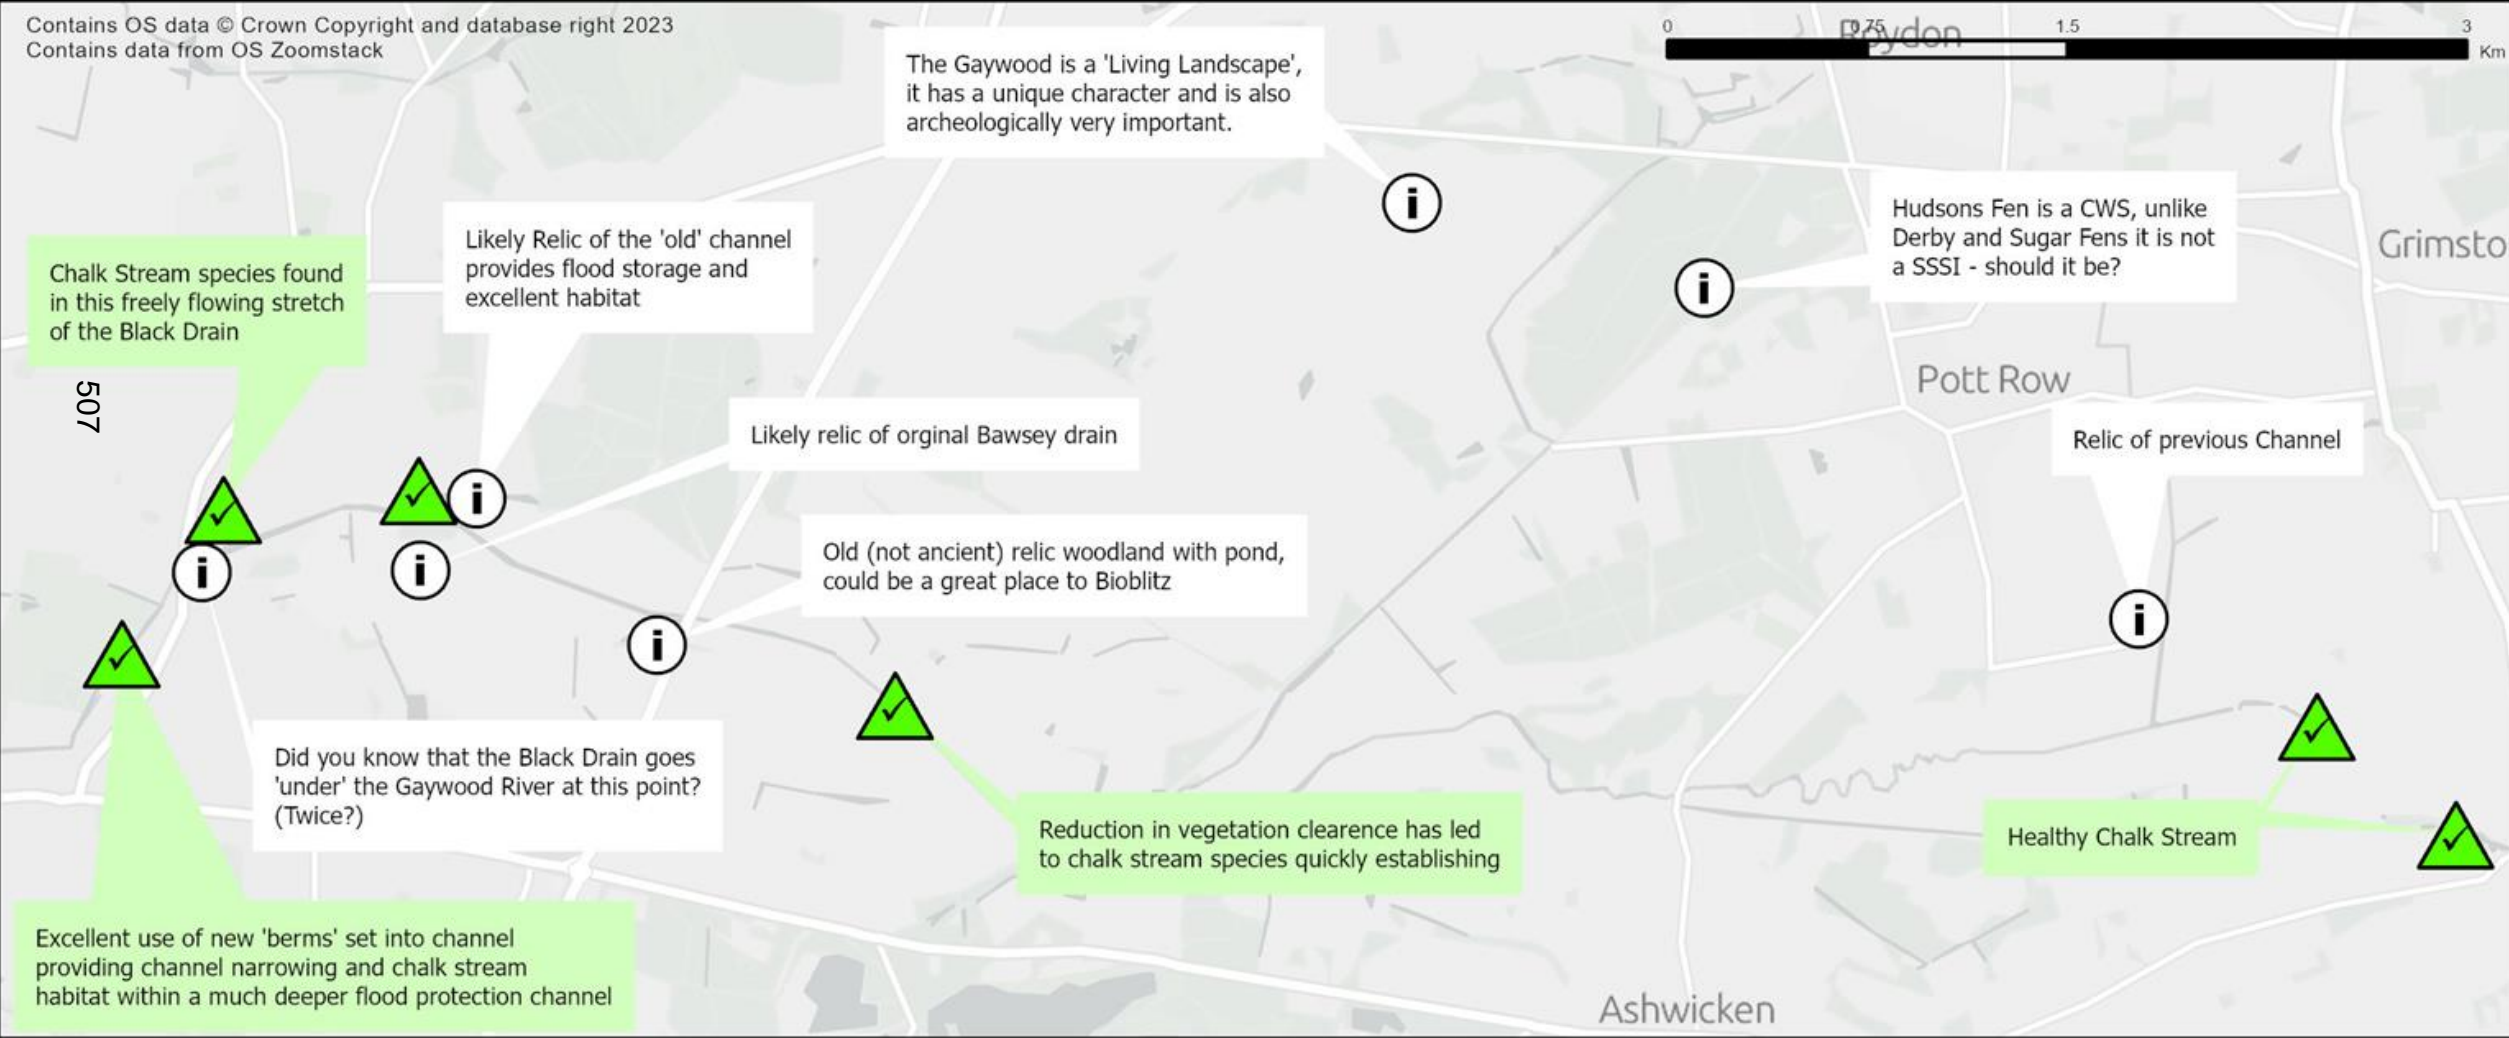 Contains OS data © Crown Copyright and database right 2023
Contains data from OS Zoomstack
0 0.75 1.5 3
Km
Roydon
The Gaywood is a 'Living Landscape',
it has a unique character and is also
archeologically very important.
Hudsons Fen is a CWS, unlike
Derby and Sugar Fens it is not
a SSSI - should it be?
Grimsto
Likely Relic of the 'old' channel
provides flood storage and
excellent habitat
Chalk Stream species found
in this freely flowing stretch
of the Black Drain
507
Pott Row
Likely relic of orginal Bawsey drain
Relic of previous Channel
Old (not ancient) relic woodland with pond,
could be a great place to Bioblitz
Did you know that the Black Drain goes
'under' the Gaywood River at this point?
(Twice?)
Reduction in vegetation clearence has led
to chalk stream species quickly establishing
Healthy Chalk Stream
Excellent use of new 'berms' set into channel
providing channel narrowing and chalk stream
habitat within a much deeper flood protection channel
Ashwicken